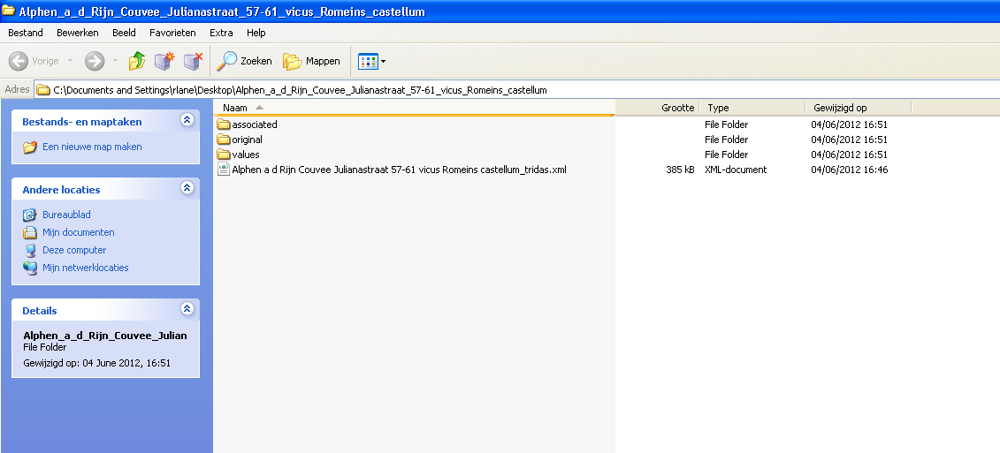 Alphen_a_d_Rijn_Couvee_Julianastraat_57-61_vicus_Romeins_castellum
Bestand Bewerken Beeld Favorieten Extra Help
Vorige Zoeken Mappen
Adres C:\Documents and Settings\rlane\Desktop\Alphen_a_d_Rijn_Couvee_Julianastraat_57-61_vicus_Romeins_castellum
Bestands- en maptaken
Een nieuwe map maken
Andere locaties
Bureaublad
Mijn documenten
Deze computer
Mijn netwerklocaties
Details
Alphen_a_d_Rijn_Couvee_Julian
File Folder
Gewijzigd op: 04 June 2012, 16:51
Naam Grootte Type Gewijzigd op
associated File Folder 04/06/2012 16:51
original File Folder 04/06/2012 16:51
values File Folder 04/06/2012 16:51
Alphen a d Rijn Couvee Julianastraat 57-61 vicus Romeins castellum_tridas.xml 385 kB XML-document 04/06/2012 16:46